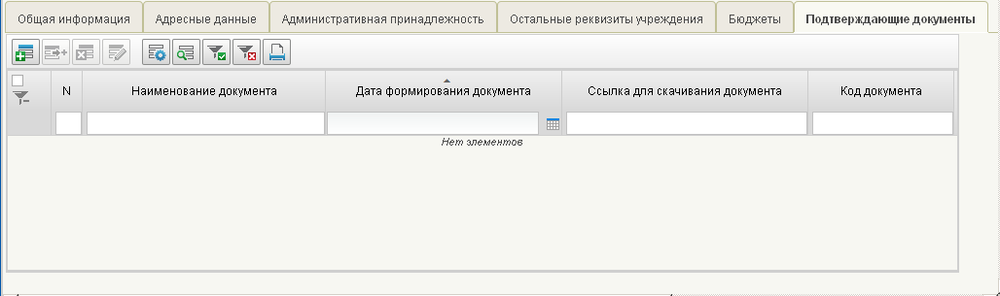 Общая информация Адресные данные Административная принадлежность Остальные реквизиты учреждения Бюджеты Подтверждающие документы
N Наименование документа Дата формирования документа Ссылка для скачивания документа Код документа
Нет элементов